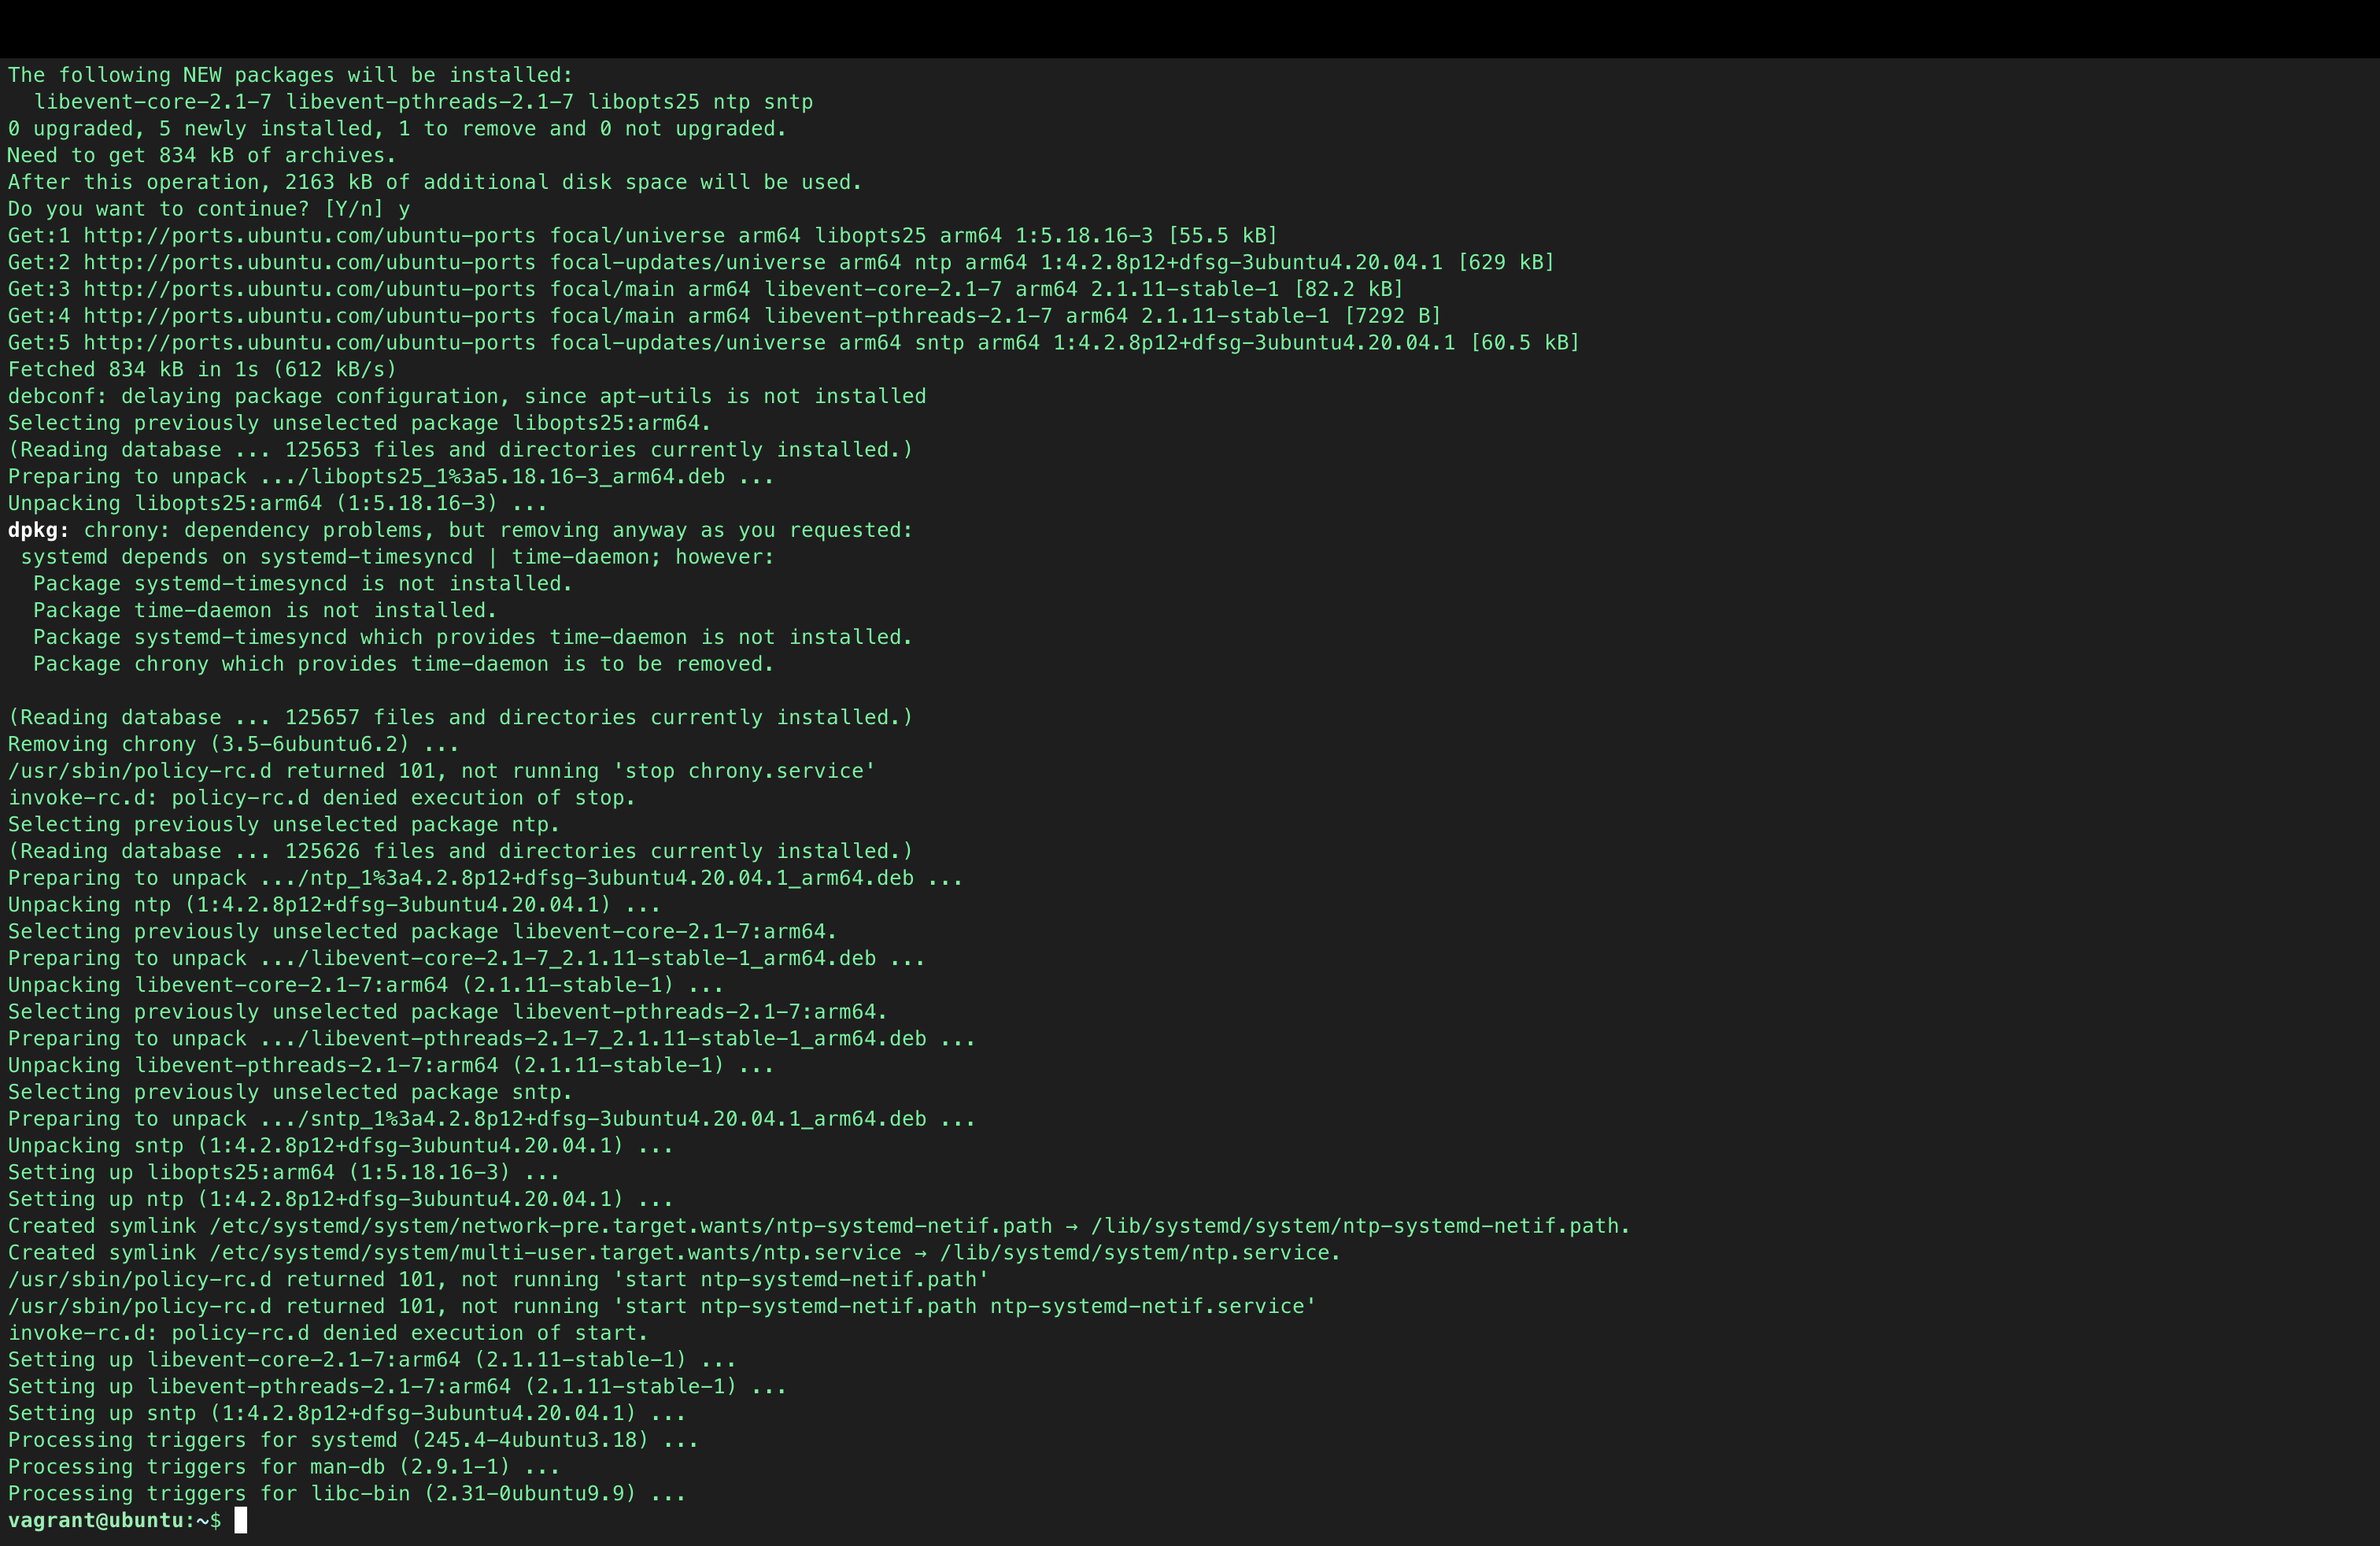 The following NEW packages will be installed:
  libevent-core-2.1-7 libevent-pthreads-2.1-7 libopts25 ntp sntp
0 upgraded, 5 newly installed, 1 to remove and 0 not upgraded.
Need to get 834 kB of archives.
After this operation, 2163 kB of additional disk space will be used.
Do you want to continue? [Y/n] y
Get:1 http://ports.ubuntu.com/ubuntu-ports focal/universe arm64 libopts25 arm64 1:5.18.16-3 [55.5 kB]
Get:2 http://ports.ubuntu.com/ubuntu-ports focal-updates/universe arm64 ntp arm64 1:4.2.8p12+dfsg-3ubuntu4.20.04.1 [629 kB]
Get:3 http://ports.ubuntu.com/ubuntu-ports focal/main arm64 libevent-core-2.1-7 arm64 2.1.11-stable-1 [82.2 kB]
Get:4 http://ports.ubuntu.com/ubuntu-ports focal/main arm64 libevent-pthreads-2.1-7 arm64 2.1.11-stable-1 [7292 B]
Get:5 http://ports.ubuntu.com/ubuntu-ports focal-updates/universe arm64 sntp arm64 1:4.2.8p12+dfsg-3ubuntu4.20.04.1 [60.5 kB]
Fetched 834 kB in 1s (612 kB/s)
debconf: delaying package configuration, since apt-utils is not installed
Selecting previously unselected package libopts25:arm64.
(Reading database ... 125653 files and directories currently installed.)
Preparing to unpack .../libopts25_1%3a5.18.16-3_arm64.deb ...
Unpacking libopts25:arm64 (1:5.18.16-3) ...
dpkg: chrony: dependency problems, but removing anyway as you requested:
 systemd depends on systemd-timesyncd | time-daemon; however:
  Package systemd-timesyncd is not installed.
  Package time-daemon is not installed.
  Package systemd-timesyncd which provides time-daemon is not installed.
  Package chrony which provides time-daemon is to be removed.

(Reading database ... 125657 files and directories currently installed.)
Removing chrony (3.5-6ubuntu6.2) ...
/usr/sbin/policy-rc.d returned 101, not running 'stop chrony.service'
invoke-rc.d: policy-rc.d denied execution of stop.
Selecting previously unselected package ntp.
(Reading database ... 125626 files and directories currently installed.)
Preparing to unpack .../ntp_1%3a4.2.8p12+dfsg-3ubuntu4.20.04.1_arm64.deb ...
Unpacking ntp (1:4.2.8p12+dfsg-3ubuntu4.20.04.1) ...
Selecting previously unselected package libevent-core-2.1-7:arm64.
Preparing to unpack .../libevent-core-2.1-7_2.1.11-stable-1_arm64.deb ...
Unpacking libevent-core-2.1-7:arm64 (2.1.11-stable-1) ...
Selecting previously unselected package libevent-pthreads-2.1-7:arm64.
Preparing to unpack .../libevent-pthreads-2.1-7_2.1.11-stable-1_arm64.deb ...
Unpacking libevent-pthreads-2.1-7:arm64 (2.1.11-stable-1) ...
Selecting previously unselected package sntp.
Preparing to unpack .../sntp_1%3a4.2.8p12+dfsg-3ubuntu4.20.04.1_arm64.deb ...
Unpacking sntp (1:4.2.8p12+dfsg-3ubuntu4.20.04.1) ...
Setting up libopts25:arm64 (1:5.18.16-3) ...
Setting up ntp (1:4.2.8p12+dfsg-3ubuntu4.20.04.1) ...
Created symlink /etc/systemd/system/network-pre.target.wants/ntp-systemd-netif.path → /lib/systemd/system/ntp-systemd-netif.path.
Created symlink /etc/systemd/system/multi-user.target.wants/ntp.service → /lib/systemd/system/ntp.service.
/usr/sbin/policy-rc.d returned 101, not running 'start ntp-systemd-netif.path'
/usr/sbin/policy-rc.d returned 101, not running 'start ntp-systemd-netif.path ntp-systemd-netif.service'
invoke-rc.d: policy-rc.d denied execution of start.
Setting up libevent-core-2.1-7:arm64 (2.1.11-stable-1) ...
Setting up libevent-pthreads-2.1-7:arm64 (2.1.11-stable-1) ...
Setting up sntp (1:4.2.8p12+dfsg-3ubuntu4.20.04.1) ...
Processing triggers for systemd (245.4-4ubuntu3.18) ...
Processing triggers for man-db (2.9.1-1) ...
Processing triggers for libc-bin (2.31-0ubuntu9.9) ...
vagrant@ubuntu:~$